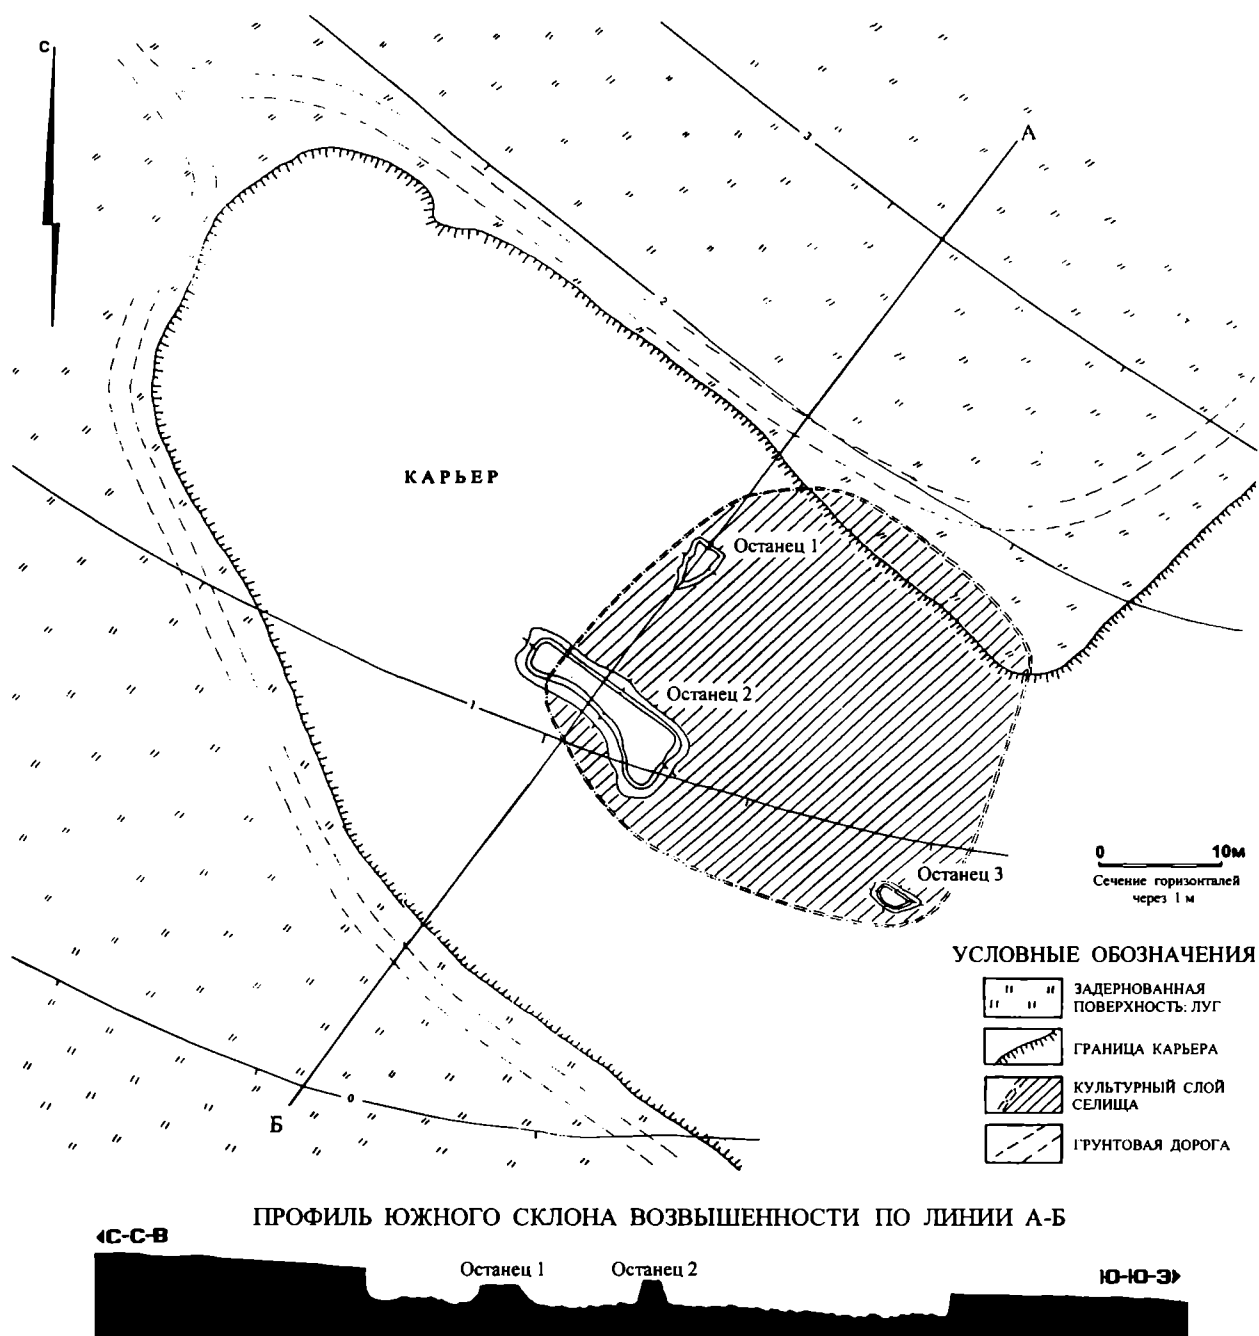 С
А
3
2
КАРЬЕР
Останец 1
Останец 2
1
Останец 3
0 10м
Сечение горизонталей
через 1 м
Б
0
УСЛОВНЫЕ ОБОЗНАЧЕНИЯ
ЗАДЕРНОВАННАЯ
ПОВЕРХНОСТЬ: ЛУГ
ГРАНИЦА КАРЬЕРА
КУЛЬТУРНЫЙ СЛОЙ
СЕЛИЩА
ГРУНТОВАЯ ДОРОГА
ПРОФИЛЬ ЮЖНОГО СКЛОНА ВОЗВЫШЕННОСТИ ПО ЛИНИИ А-Б
С-С-В
Останец 1 Останец 2
Ю-Ю-З